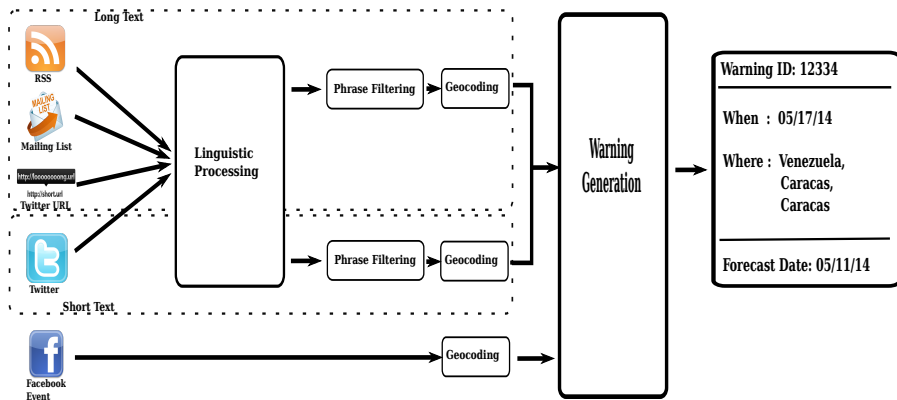 Long Text
RSS
MAILING LIST
Mailing List
http://looooooooong.url
http://short.url
Twitter URL
Twitter
Short Text
Facebook
Event
Linguistic
Processing
Phrase Filtering
Geocoding
Phrase Filtering
Geocoding
Geocoding
Warning
Generation
Warning ID: 12334
When : 05/17/14
Where : Venezuela,
Caracas,
Caracas
Forecast Date: 05/11/14